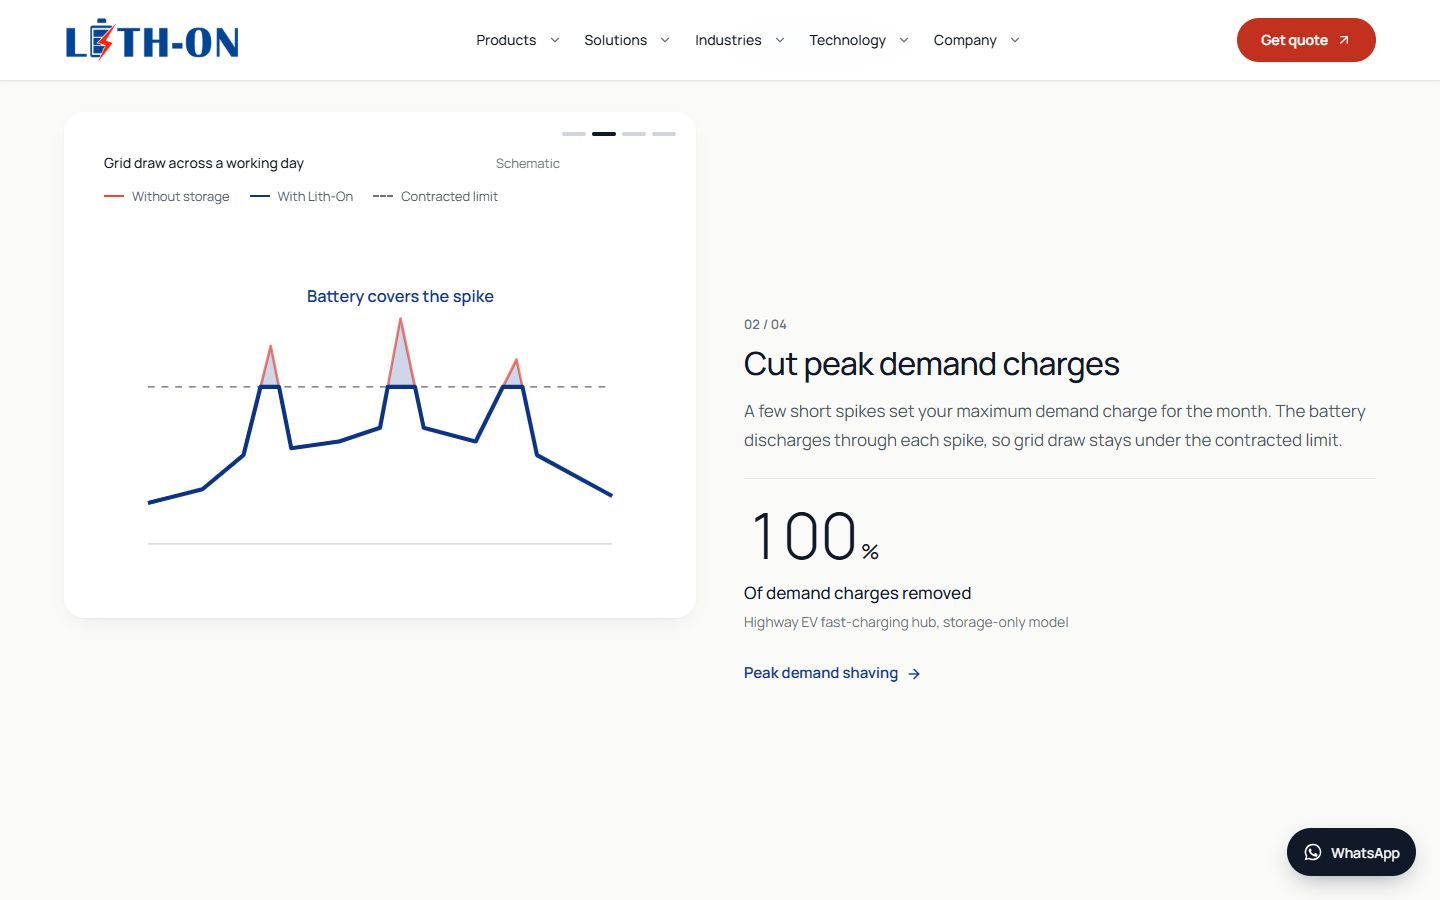 LITH-ON
Products
Solutions
Industries
Technology
Company
Get quote
Grid draw across a working day
Schematic
Without storage
With Lith-On
Contracted limit
Battery covers the spike
02 / 04
Cut peak demand charges
A few short spikes set your maximum demand charge for the month. The battery
discharges through each spike, so grid draw stays under the contracted limit.
100%
Of demand charges removed
Highway EV fast-charging hub, storage-only model
Peak demand shaving
WhatsApp